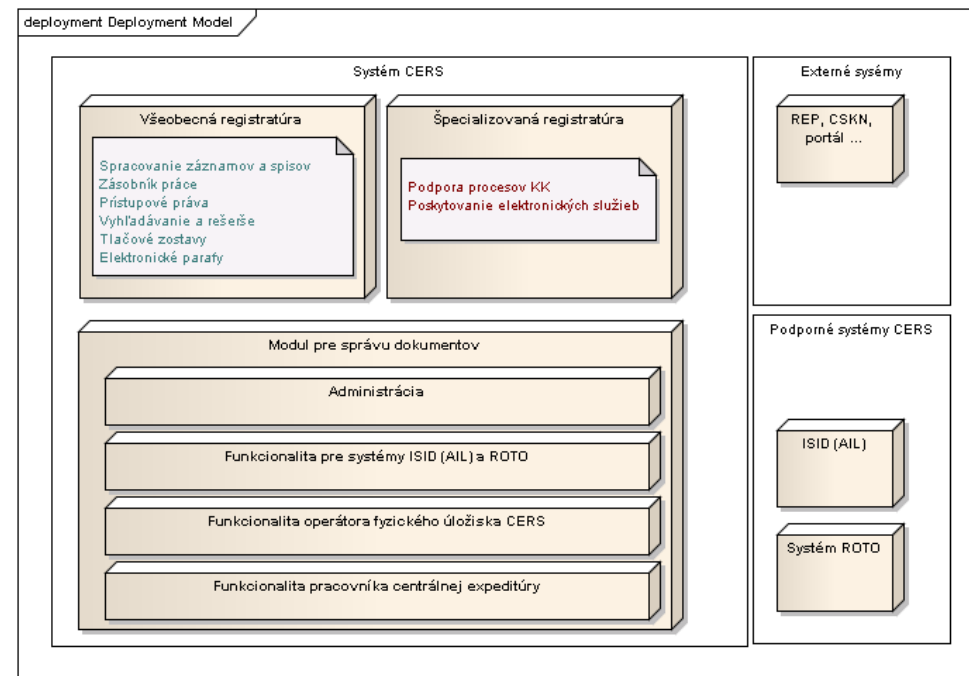 deployment Deployment Model
Systém CERS
Všeobecná registratúra
Spracovanie záznamov a spisov
Zásobník práce
Prístupové práva
Vyhľadávanie a rešerše
Tlačové zostavy
Elektronické parafy
Špecializovaná registratúra
Podpora procesov KK
Poskytovanie elektronických služieb
Modul pre správu dokumentov
Administrácia
Funkcionalita pre systémy ISID (AIL) a ROTO
Funkcionalita operátora fyzického úložiska CERS
Funkcionalita pracovníka centrálnej expeditúry
Externé sysémy
REP, CSKN,
portál ...
Podporné systémy CERS
ISID (AIL)
Systém ROTO